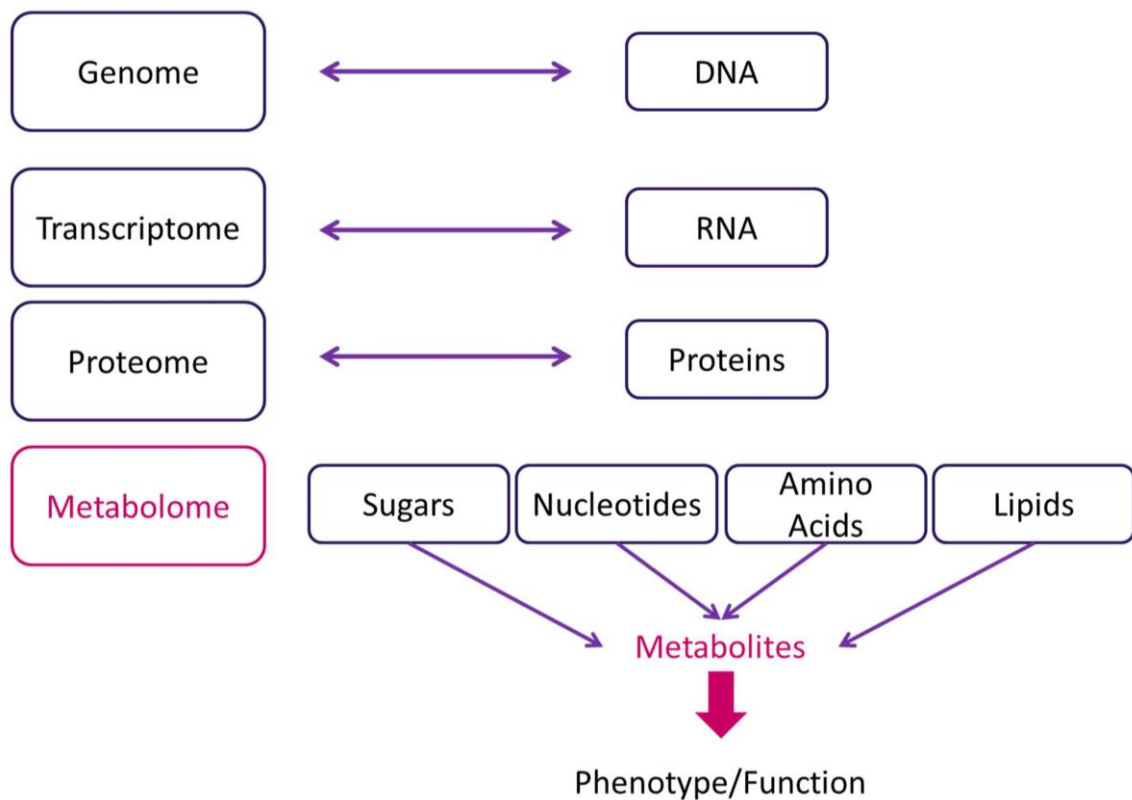 Genome
DNA
Transcriptome
RNA
Proteome
Proteins
Metabolome
Sugars
Nucleotides
Amino
Acids
Lipids
Metabolites
Phenotype/Function